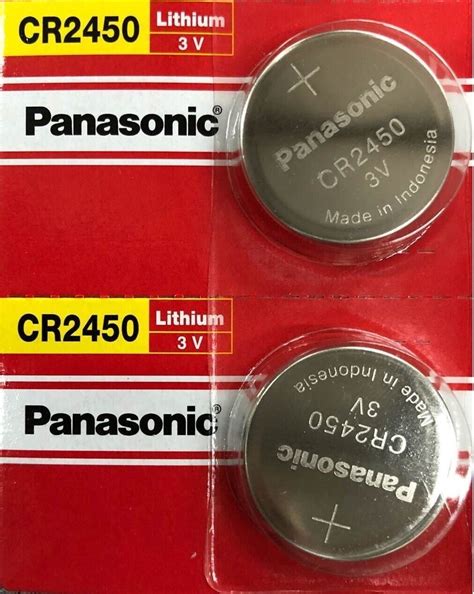 CR2450
Lithium
3 V
Panasonic®
+
Panasonic
CR2450
3V
Made in Indonesia
CR2450
Lithium
3 V
Panasonic®
+
Panasonic
CR2450
3V
Made in Indonesia